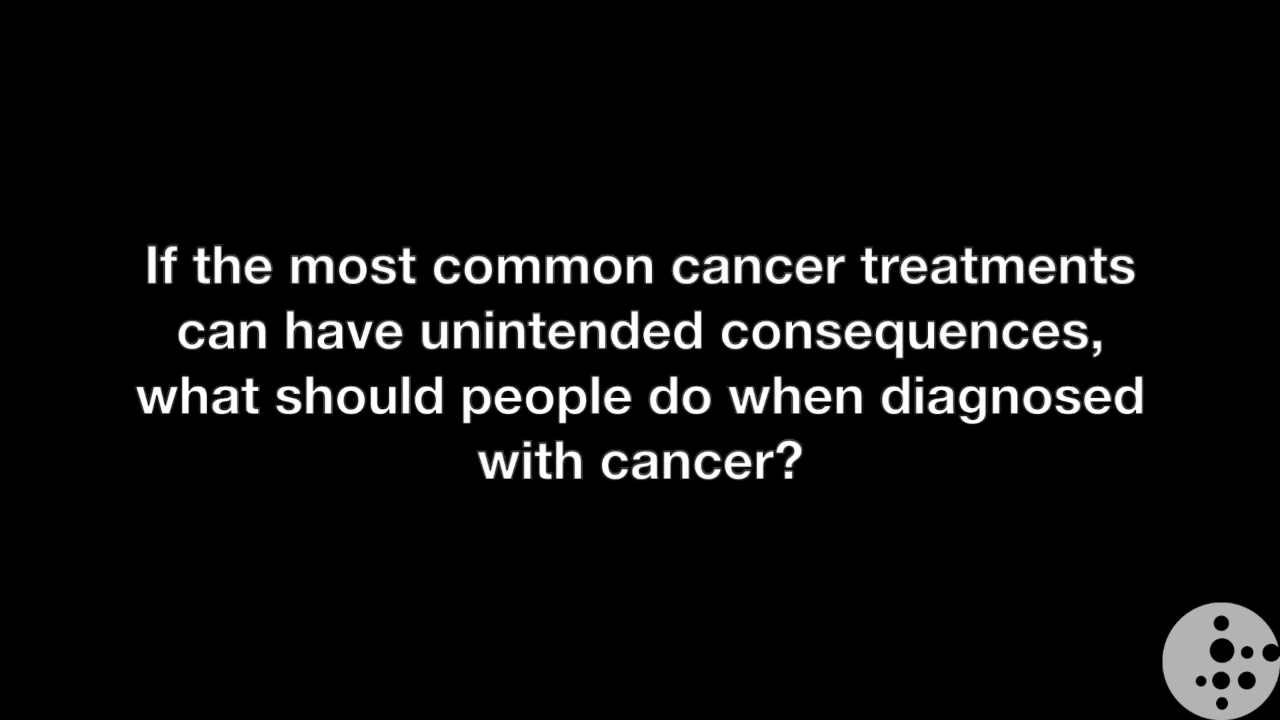 If the most common cancer treatments
can have unintended consequences,
what should people do when diagnosed
with cancer?